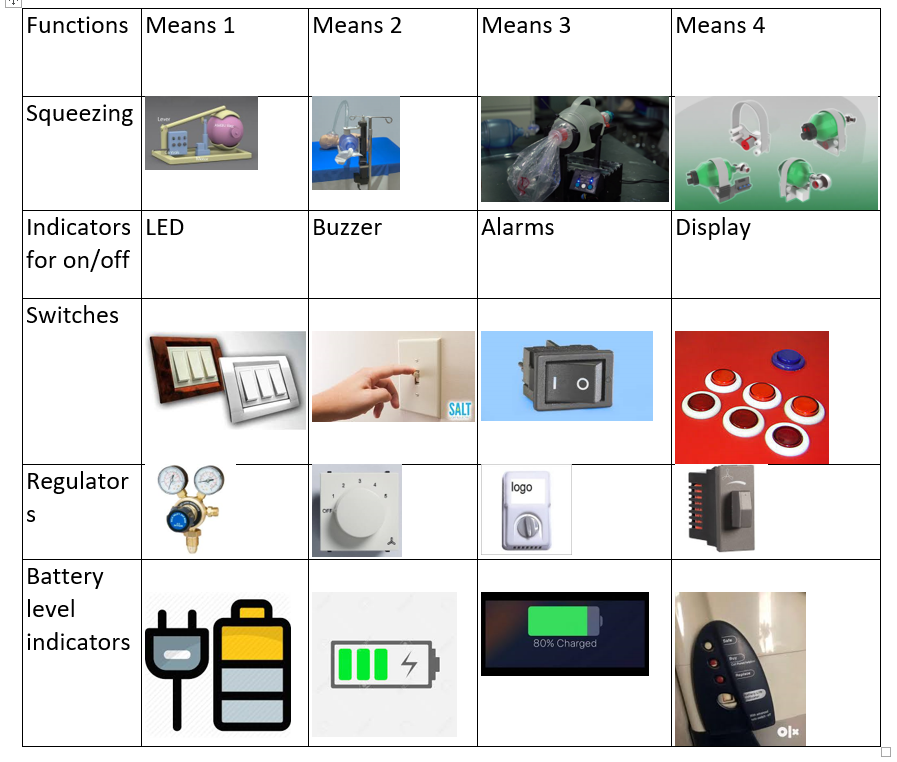 Functions
Means 1
Means 2
Means 3
Means 4
Squeezing
Lever
Indicators
for on/off
LED
Buzzer
Alarms
Display
Switches
SALT
Regulator
s
OFF 1 2 3 4 5
logo
Battery
level
indicators
80% Charged
OLX